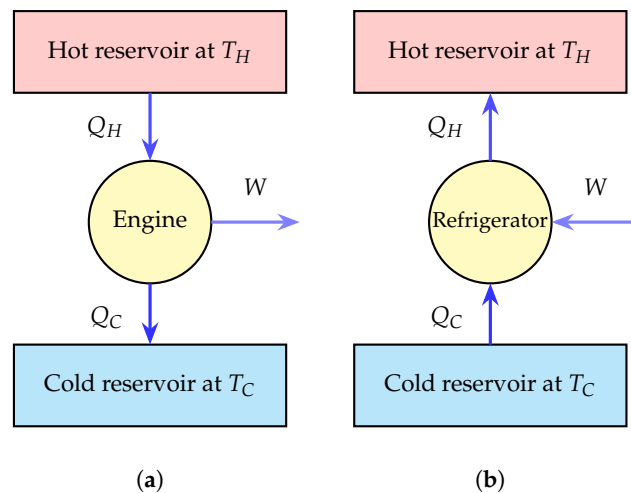 Hot reservoir at T_H
Q_H
W
Engine
Q_C
Cold reservoir at T_C
(a)
Hot reservoir at T_H
Q_H
W
Refrigerator
Q_C
Cold reservoir at T_C
(b)